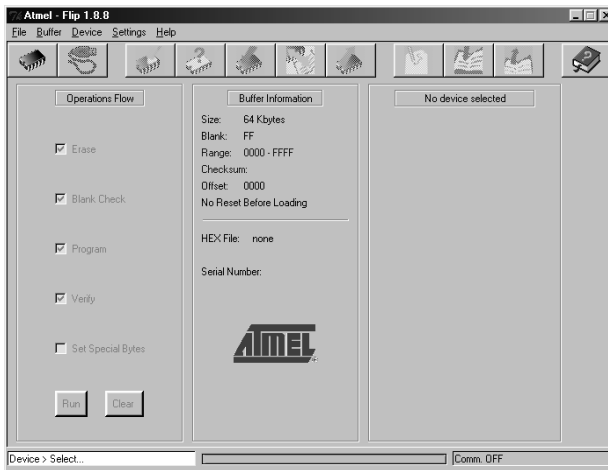 Atmel - Flip 1.8.8
File Buffer Device Settings Help
Operations Flow
Erase
Blank Check
Program
Verify
Set Special Bytes
Run Clear
Buffer Information
Size: 64 Kbytes
Blank: FF
Range: 0000 - FFFF
Checksum:
Offset: 0000
No Reset Before Loading
HEX File: none
Serial Number:
ATMEL
No device selected
Device > Select...
Comm. OFF